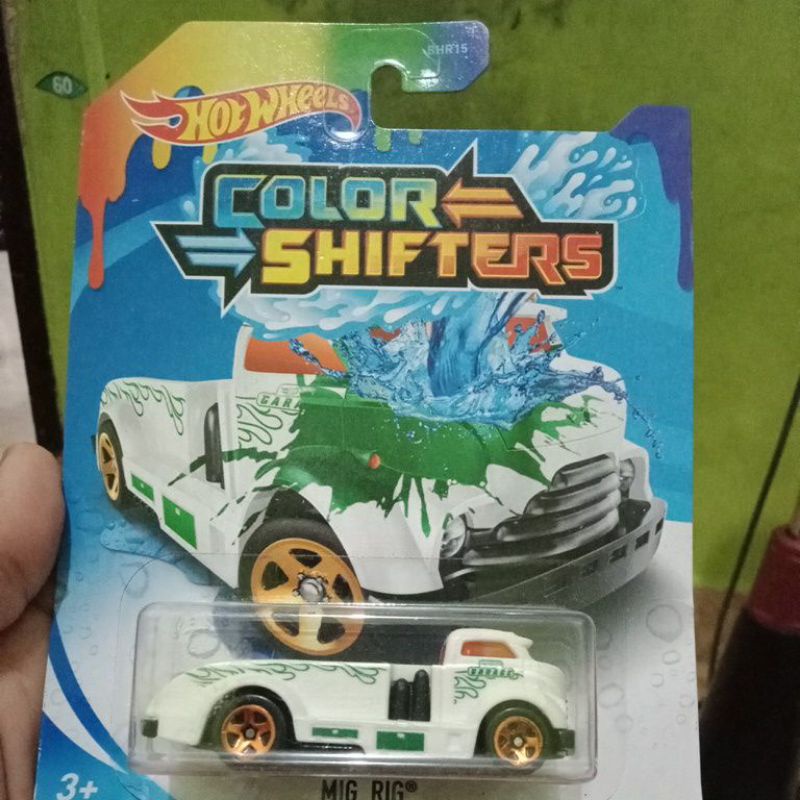 BHR15
60
HOT WHEELS
COLOR
SHIFTERS
3+
MIG RIG®